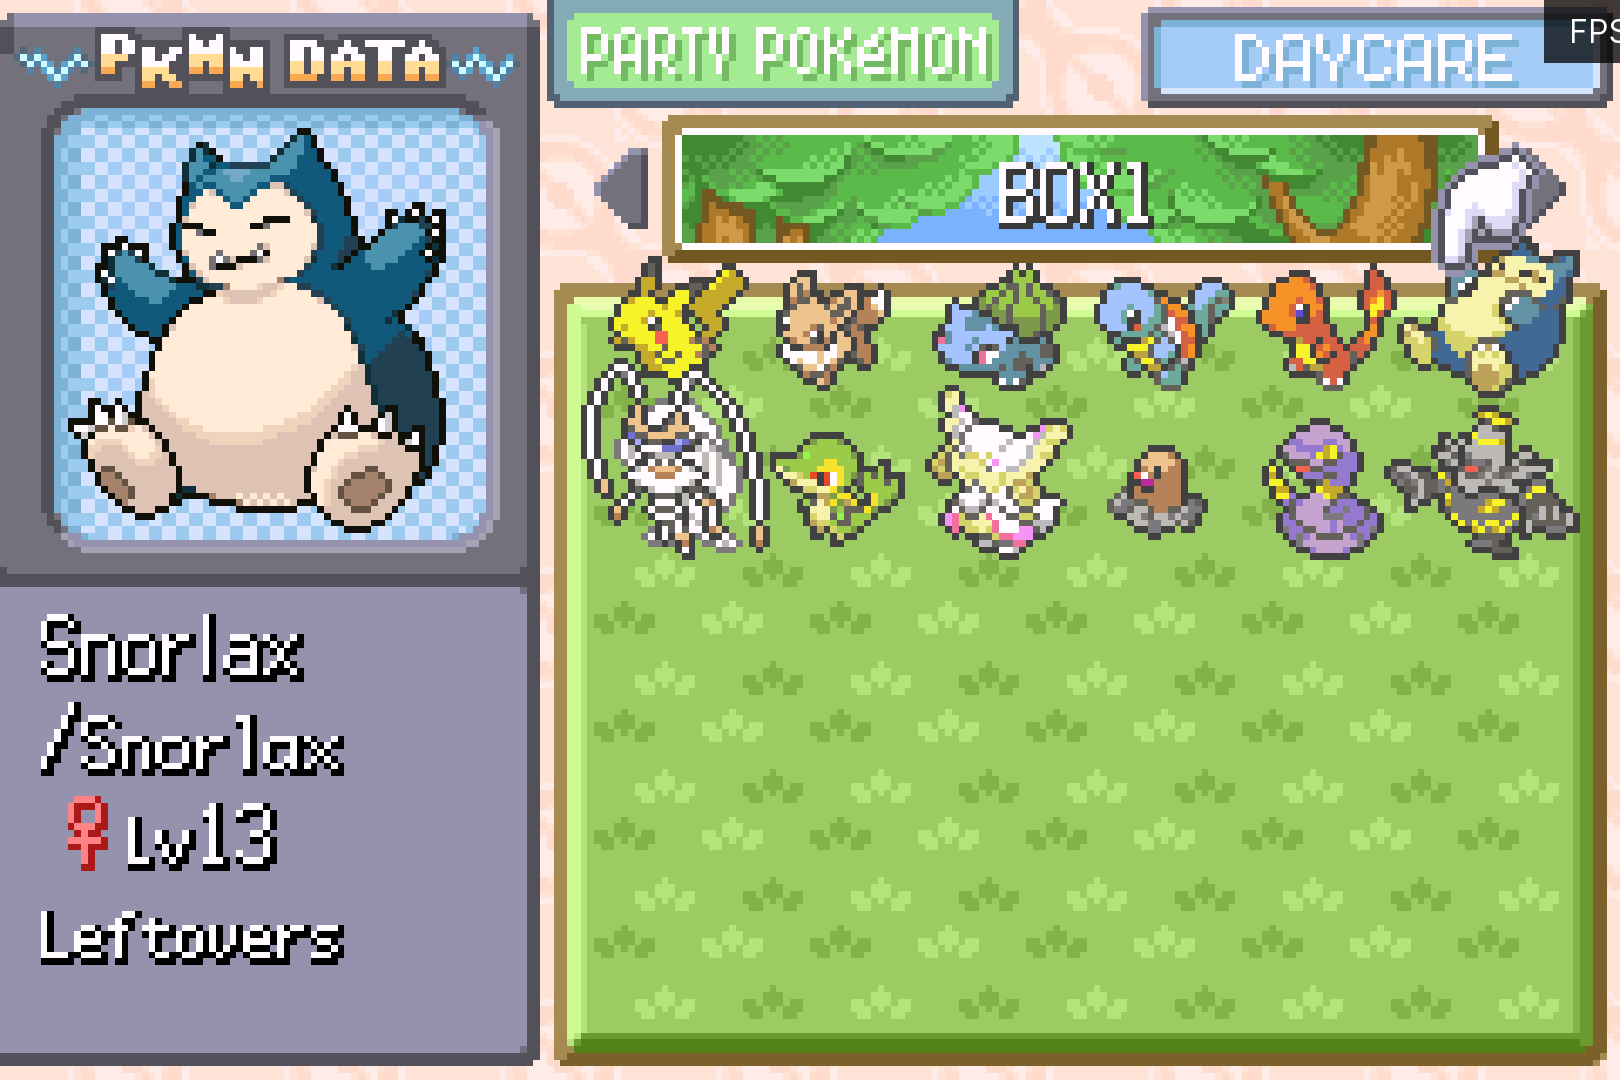 PKMN DATA
PARTY POKéMON
DAYCARE
FPS
BOX1
Snorlax
/Snorlax
♀ Lv13
Leftovers